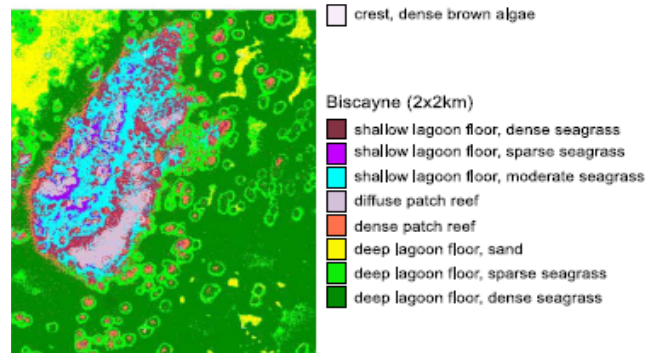 crest, dense brown algae
Biscayne (2x2km)
shallow lagoon floor, dense seagrass
shallow lagoon floor, sparse seagrass
shallow lagoon floor, moderate seagrass
diffuse patch reef
dense patch reef
deep lagoon floor, sand
deep lagoon floor, sparse seagrass
deep lagoon floor, dense seagrass